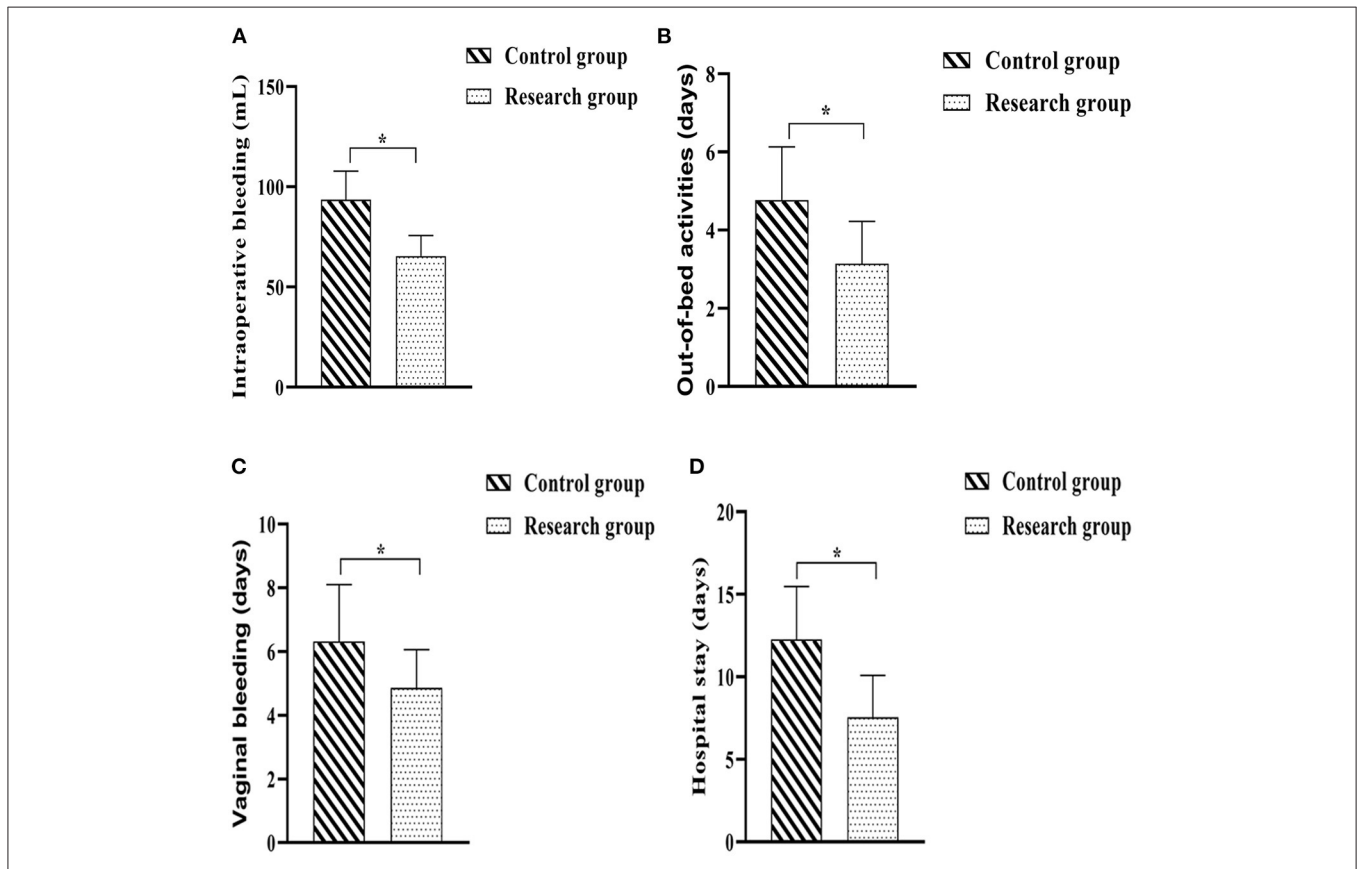 A
Control group
Research group
Intraoperative bleeding (mL)
150
100
50
0
*
B
Control group
Research group
Out-of-bed activities (days)
8
6
4
2
0
*
C
Control group
Research group
Vaginal bleeding (days)
10
8
6
4
2
0
*
D
Control group
Research group
Hospital stay (days)
20
15
10
5
0
*